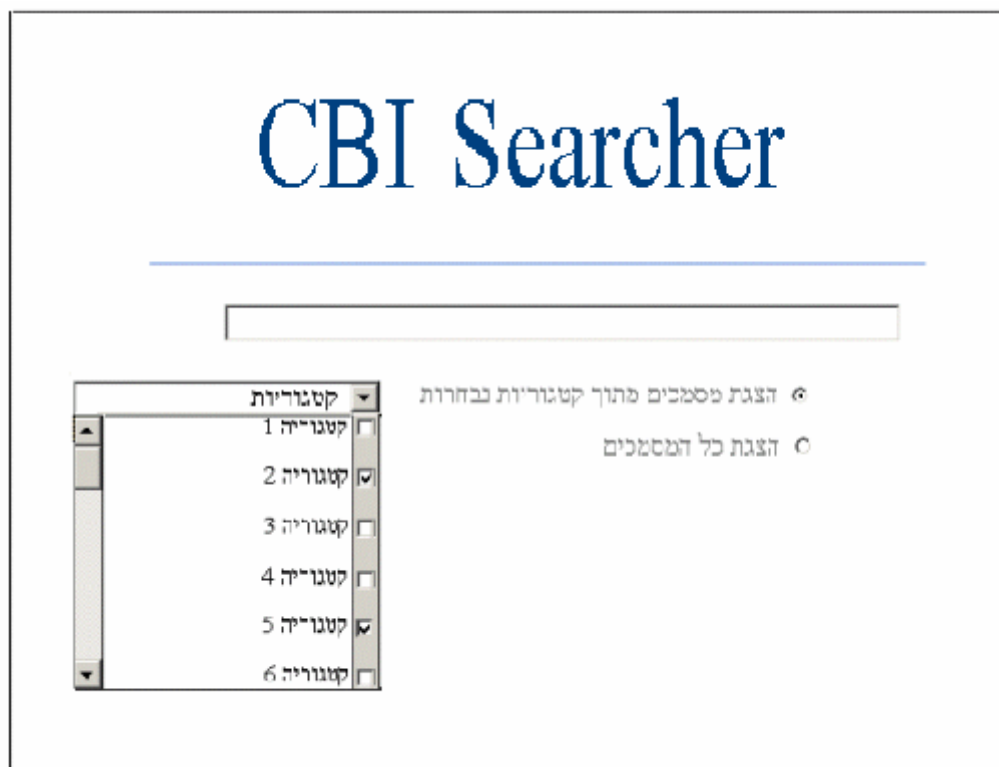 CBI Searcher
הצגת מסמכים מתוך קטגוריות נבחרות
הצגת כל המסמכים
קטגוריות
קטגוריה 1
קטגוריה 2
קטגוריה 3
קטגוריה 4
קטגוריה 5
קטגוריה 6